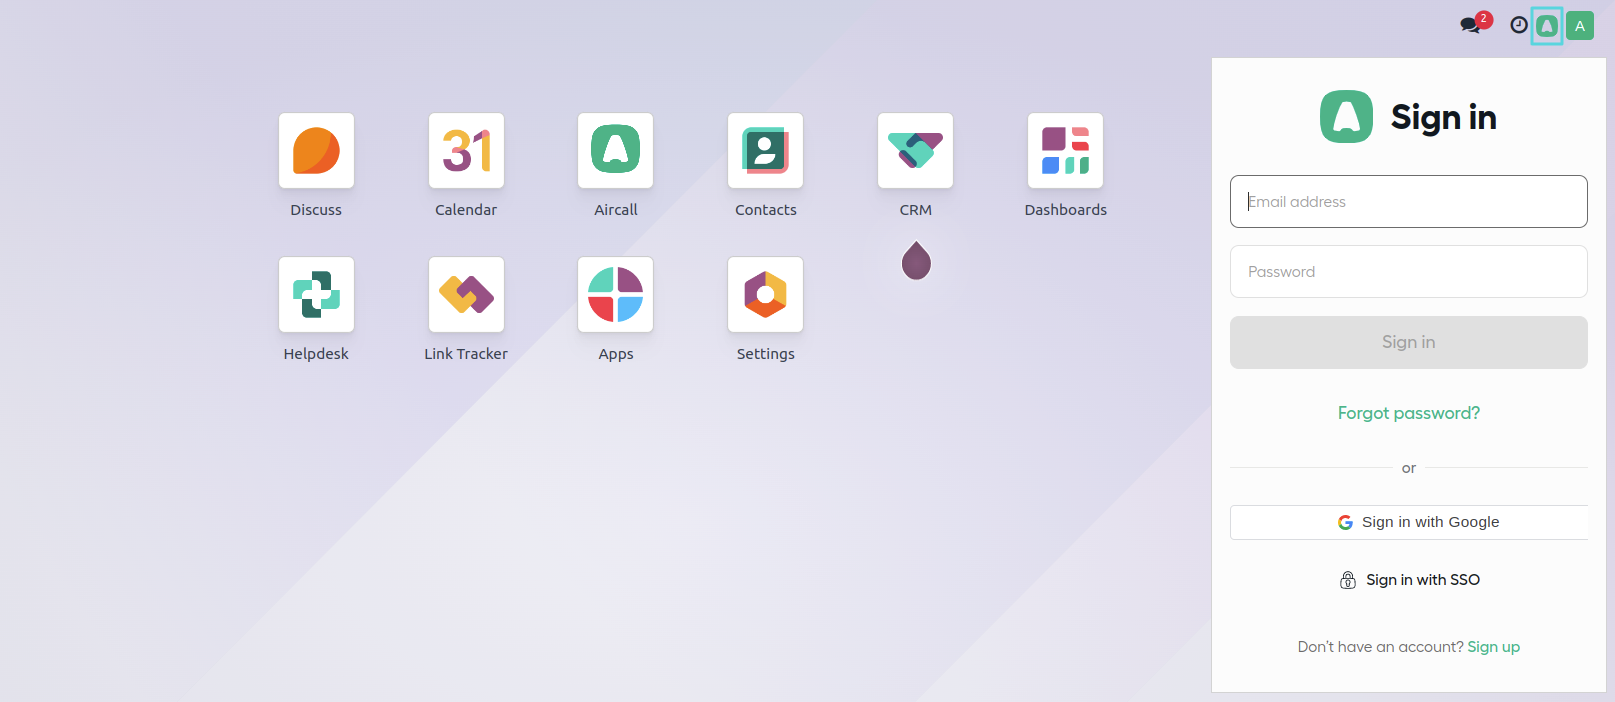 2
A
Sign in
Email address
Password
Sign in
Forgot password?
or
Sign in with Google
Sign in with SSO
Don't have an account? Sign up
31
Discuss
Calendar
Aircall
Contacts
CRM
Dashboards
Helpdesk
Link Tracker
Apps
Settings